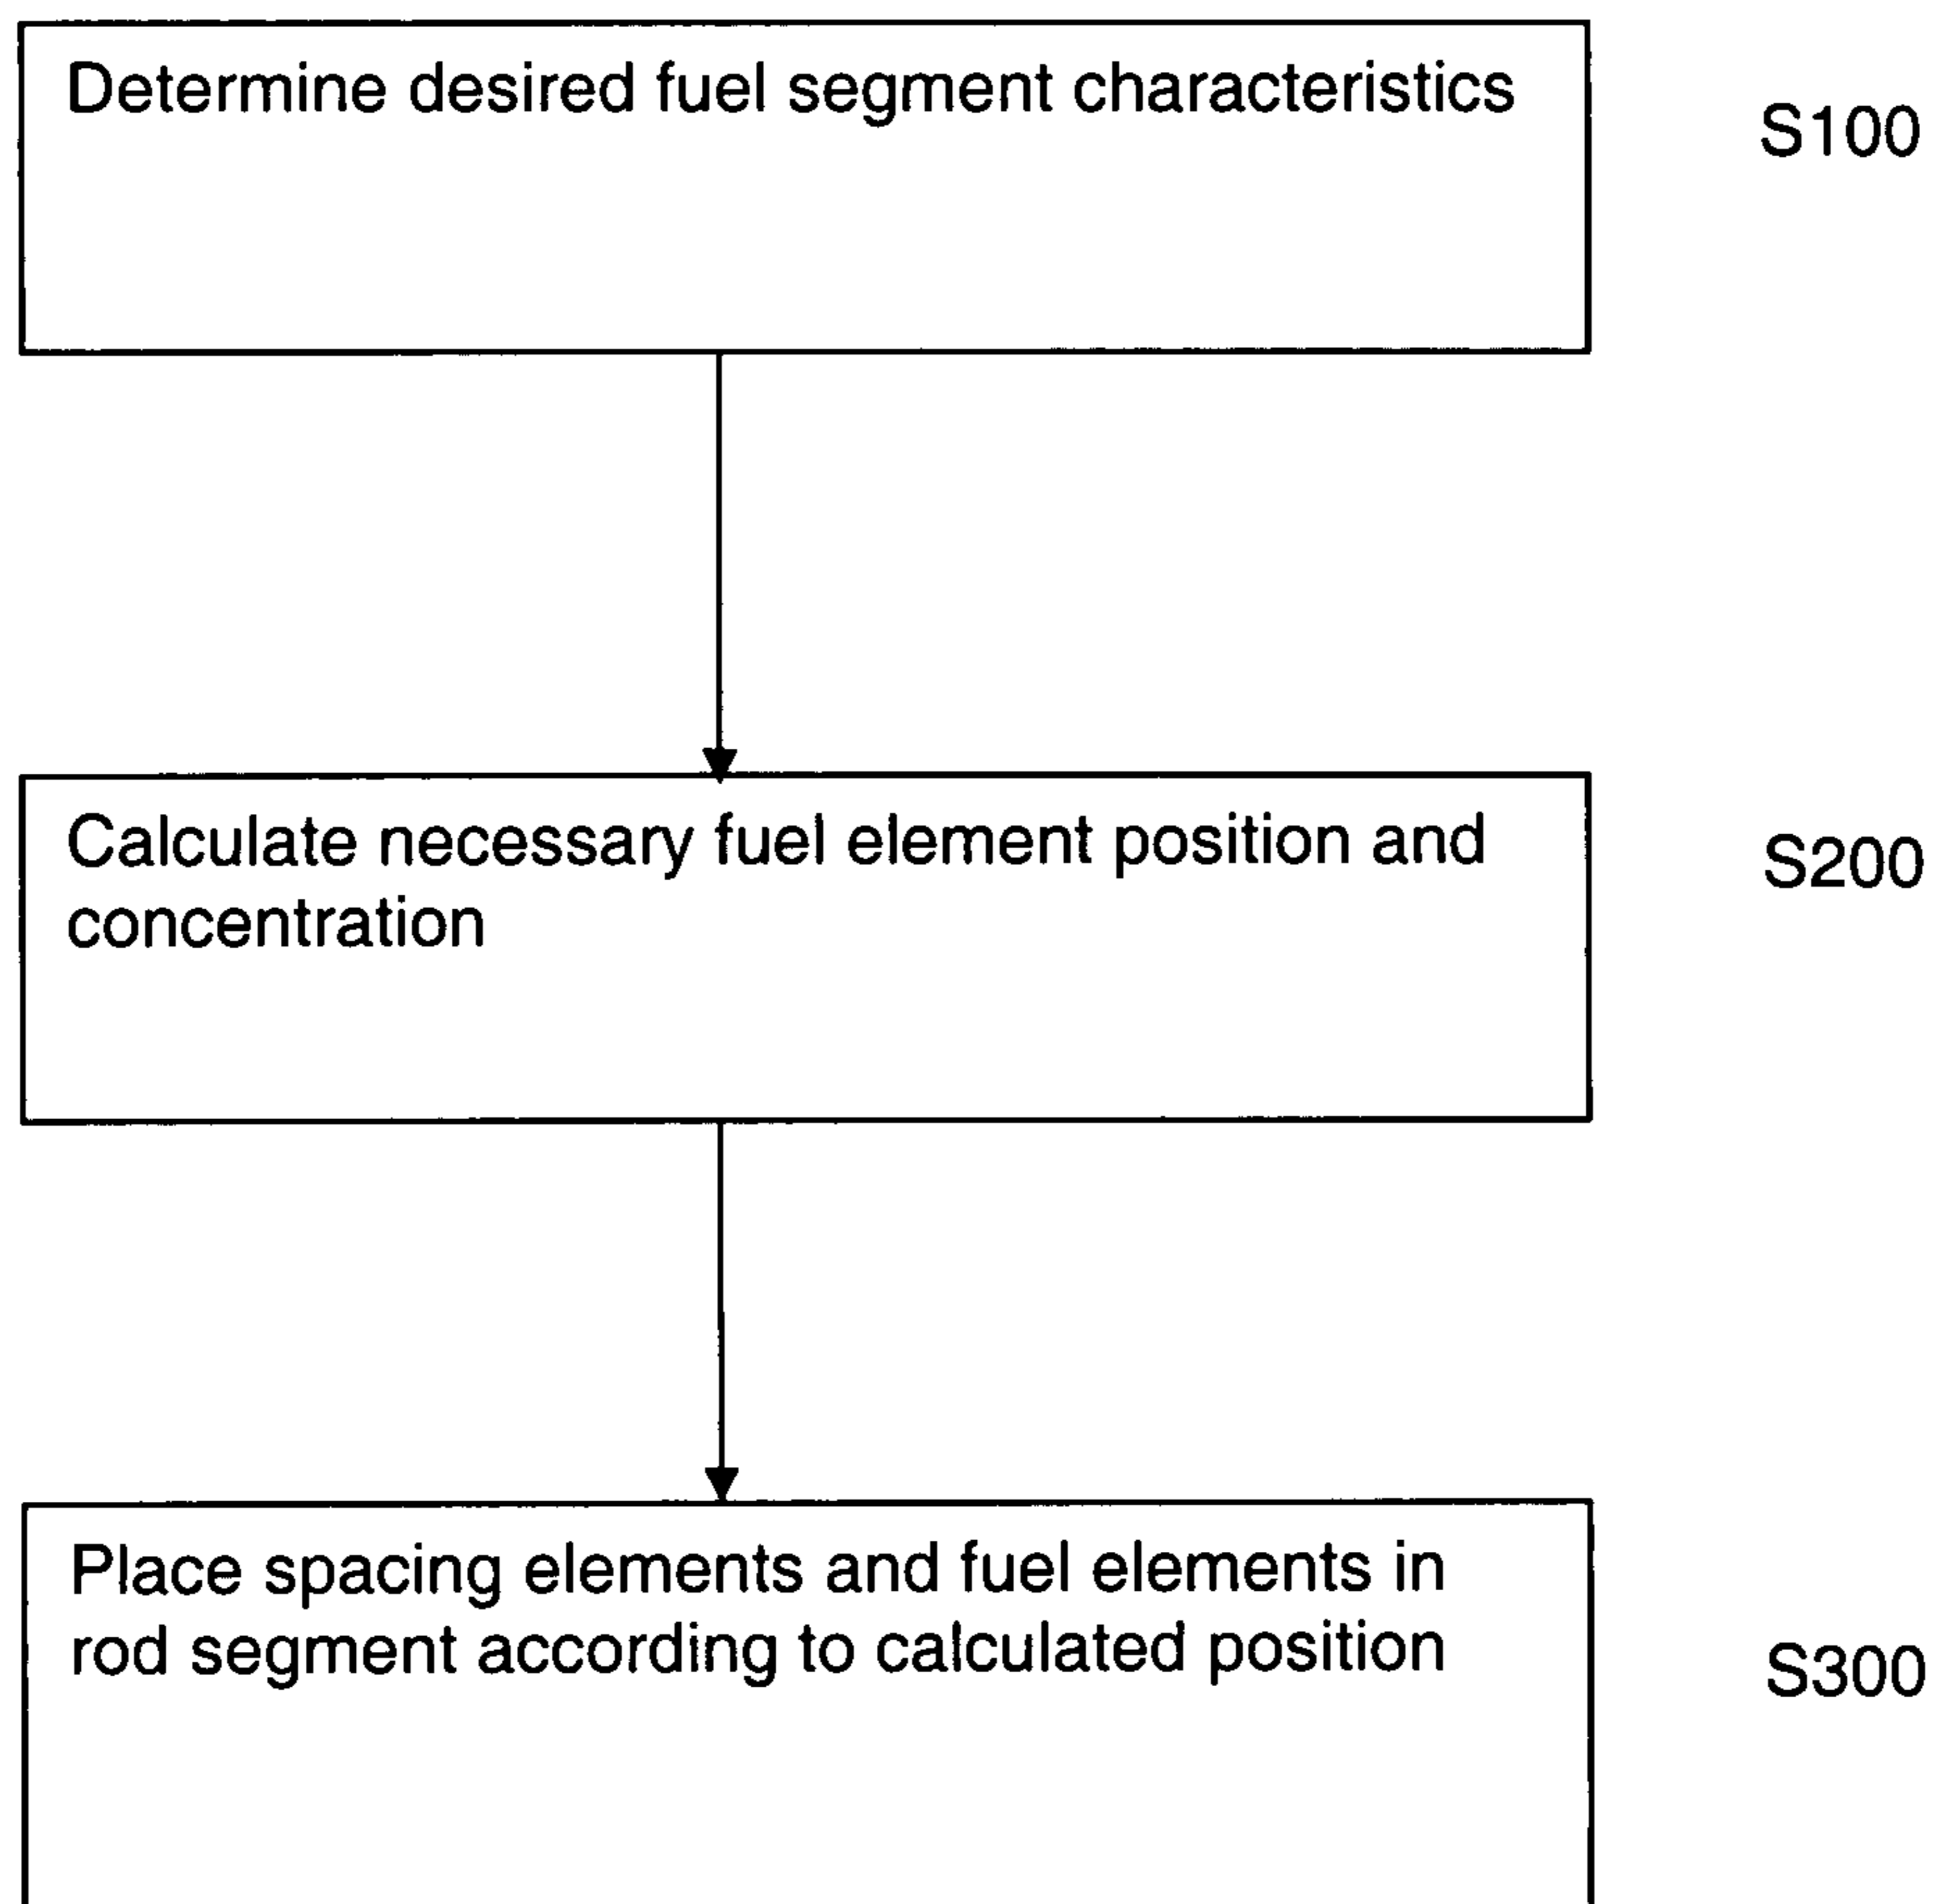 Determine desired fuel segment characteristics
S100
Calculate necessary fuel element position and
concentration
S200
Place spacing elements and fuel elements in
rod segment according to calculated position
S300